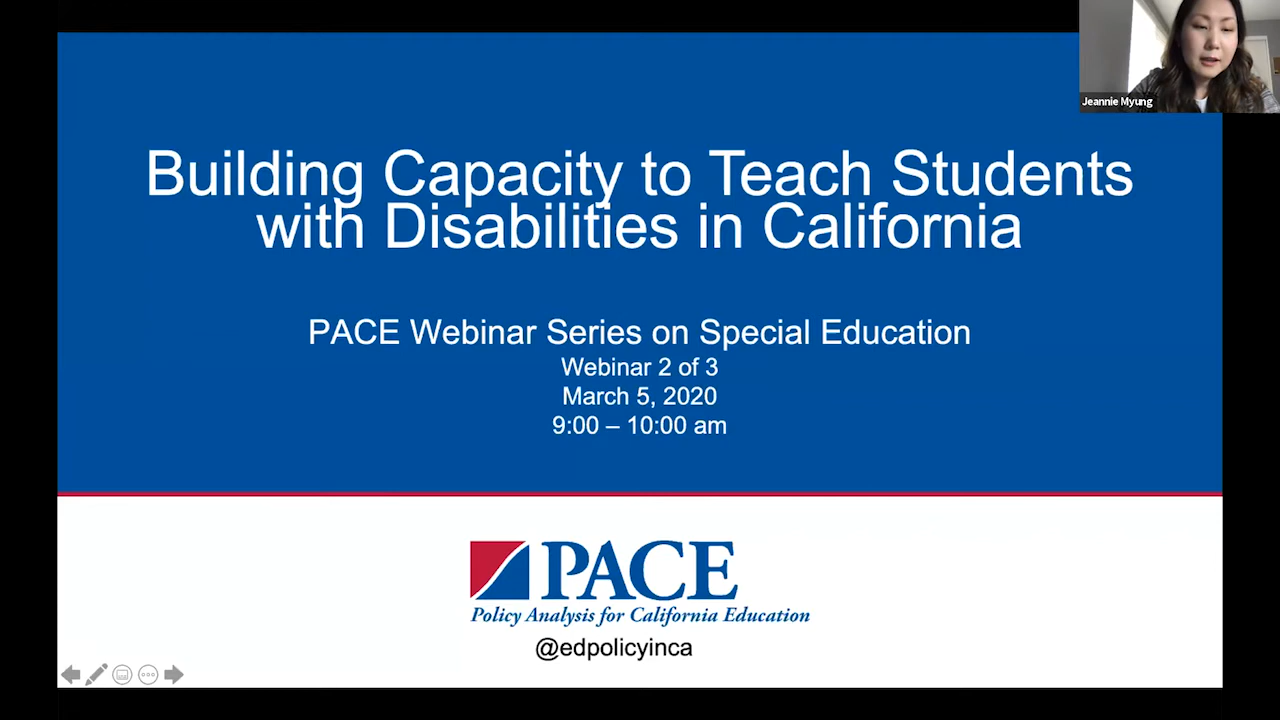 Jeannie Myung
Building Capacity to Teach Students
with Disabilities in California
PACE Webinar Series on Special Education
Webinar 2 of 3
March 5, 2020
9:00 – 10:00 am
PACE
Policy Analysis for California Education
@edpolicyinca